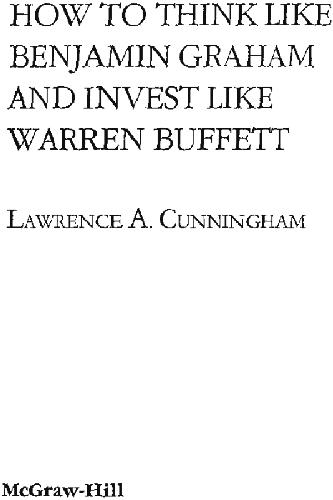 HOW TO THINK LIKE
BENJAMIN GRAHAM
AND INVEST LIKE
WARREN BUFFETT
LAWRENCE A. CUNNINGHAM
McGraw-Hill